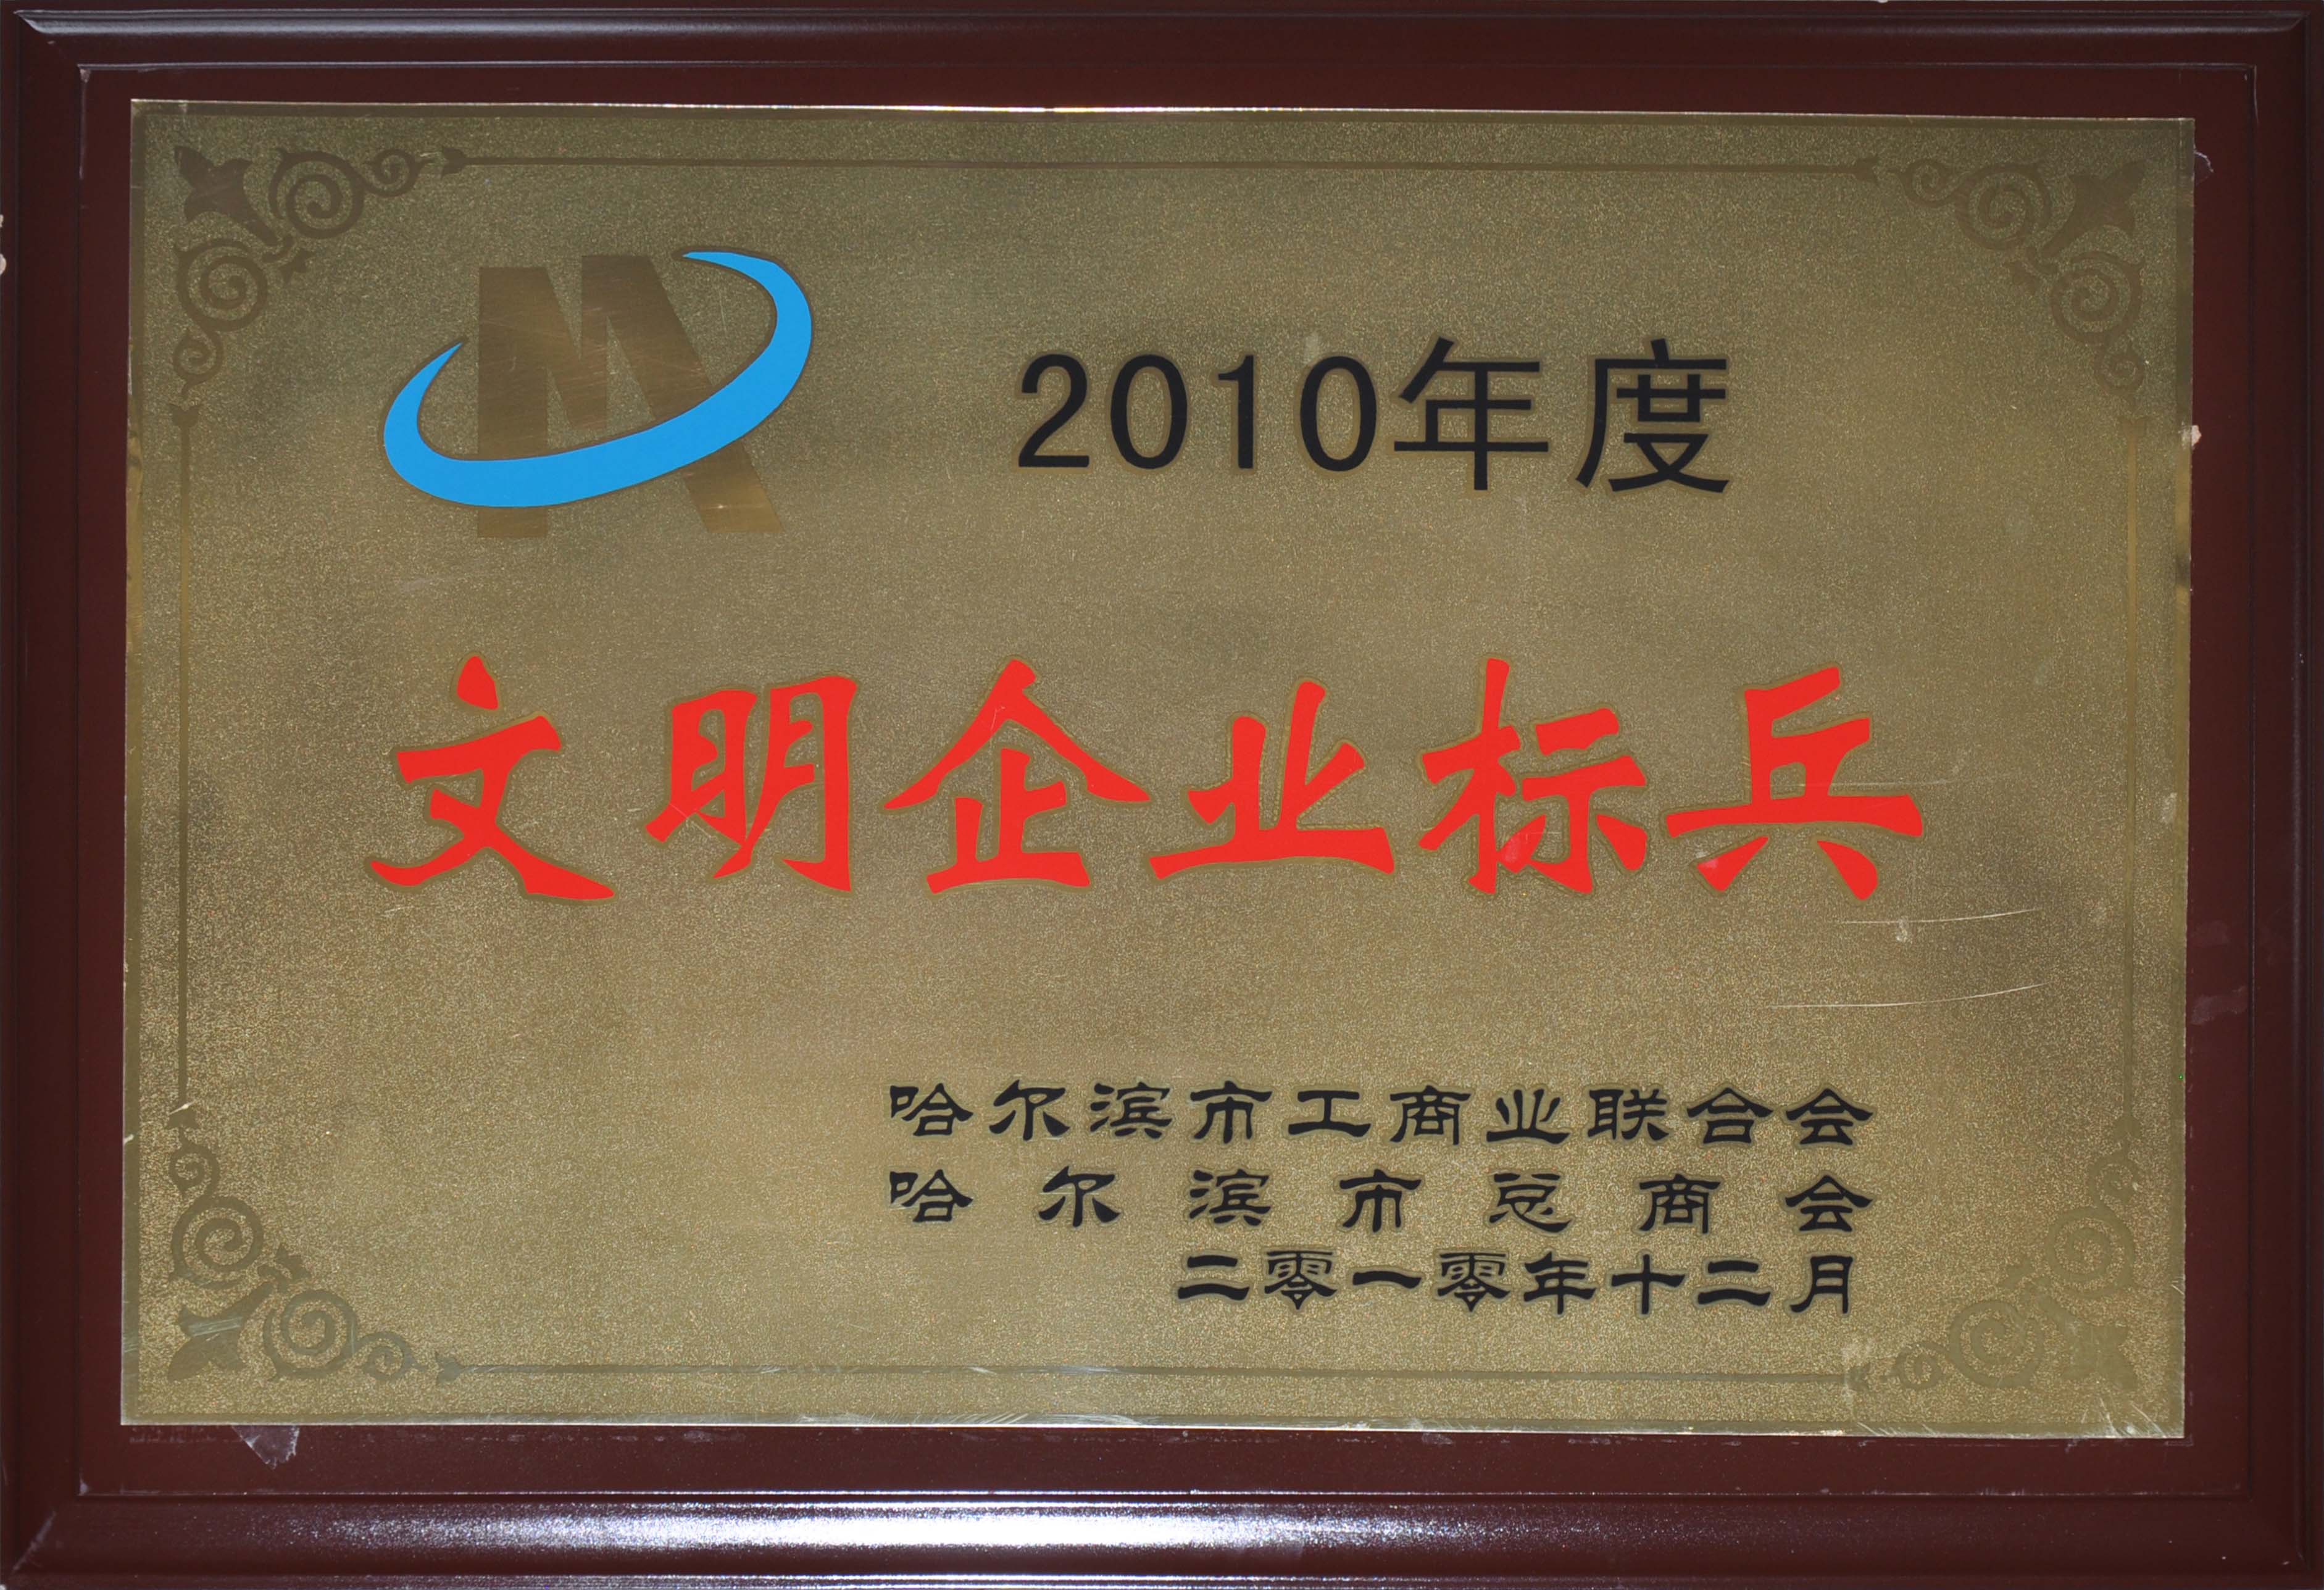 2010年度
文明企业标兵
哈尔滨市工商业联合会
哈尔滨市总商会
二零一零年十二月